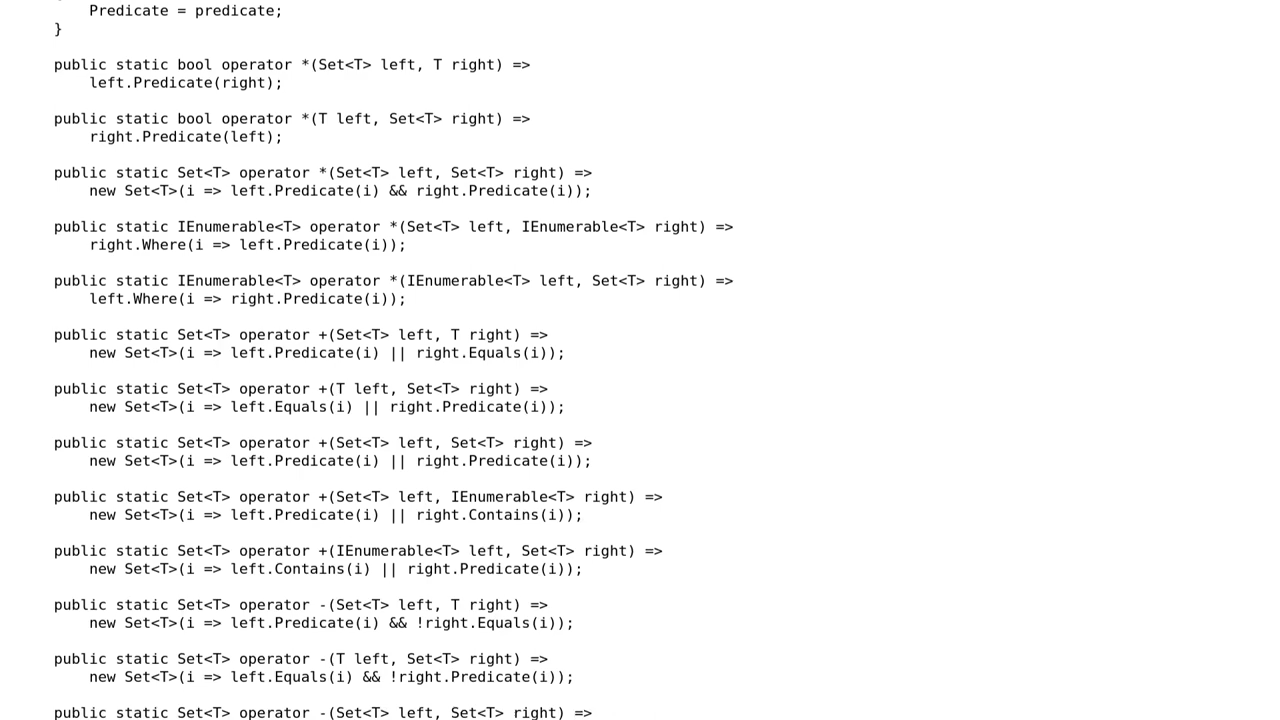 Predicate = predicate;
}
public static bool operator *(Set<T> left, T right) =>
left.Predicate(right);
public static bool operator *(T left, Set<T> right) =>
right.Predicate(left);
public static Set<T> operator *(Set<T> left, Set<T> right) =>
new Set<T>(i => left.Predicate(i) && right.Predicate(i));
public static IEnumerable<T> operator *(Set<T> left, IEnumerable<T> right) =>
right.Where(i => left.Predicate(i));
public static IEnumerable<T> operator *(IEnumerable<T> left, Set<T> right) =>
left.Where(i => right.Predicate(i));
public static Set<T> operator +(Set<T> left, T right) =>
new Set<T>(i => left.Predicate(i) || right.Equals(i));
public static Set<T> operator +(T left, Set<T> right) =>
new Set<T>(i => left.Equals(i) || right.Predicate(i));
public static Set<T> operator +(Set<T> left, Set<T> right) =>
new Set<T>(i => left.Predicate(i) || right.Predicate(i));
public static Set<T> operator +(Set<T> left, IEnumerable<T> right) =>
new Set<T>(i => left.Predicate(i) || right.Contains(i));
public static Set<T> operator +(IEnumerable<T> left, Set<T> right) =>
new Set<T>(i => left.Contains(i) || right.Predicate(i));
public static Set<T> operator -(Set<T> left, T right) =>
new Set<T>(i => left.Predicate(i) && !right.Equals(i));
public static Set<T> operator -(T left, Set<T> right) =>
new Set<T>(i => left.Equals(i) && !right.Predicate(i));
public static Set<T> operator -(Set<T> left, Set<T> right) =>